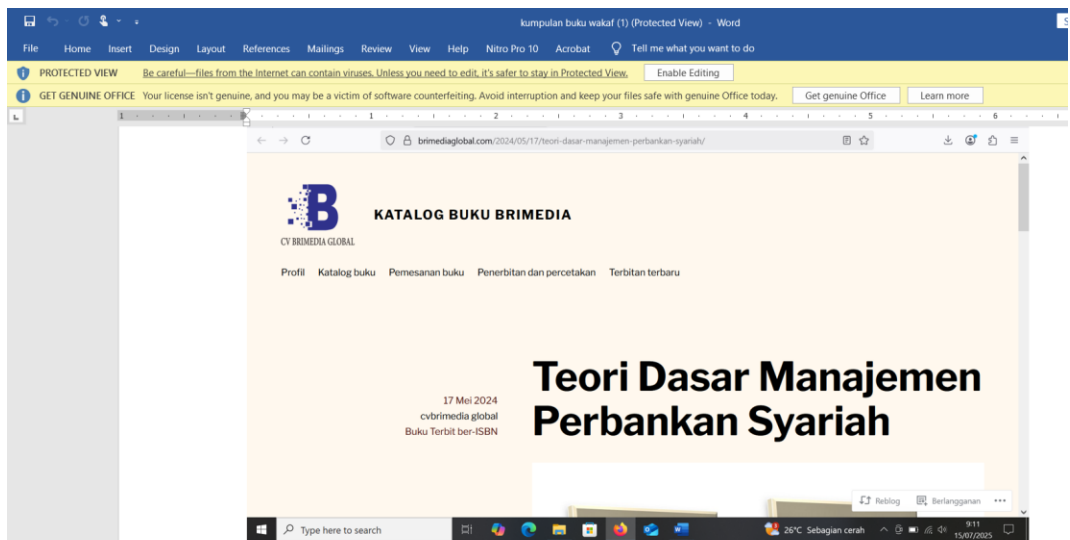 kumpulan buku wakaf (1) (Protected View) - Word
File Home Insert Design Layout References Mailings Review View Help Nitro Pro 10 Acrobat Tell me what you want to do
PROTECTED VIEW Be careful—files from the Internet can contain viruses. Unless you need to edit, it's safer to stay in Protected View. Enable Editing
GET GENUINE OFFICE Your license isn't genuine, and you may be a victim of software counterfeiting. Avoid interruption and keep your files safe with genuine Office today. Get genuine Office Learn more
1 1 2 3 4 5 6
brimediaglobal.com/2024/05/17/teori-dasar-manajemen-perbankan-syariah/
B
CV BRIMEDIA GLOBAL
KATALOG BUKU BRIMEDIA
Profil Katalog buku Pemesanan buku Penerbitan dan percetakan Terbitan terbaru
17 Mei 2024
cvbrimedia global
Buku Terbit ber-ISBN
Teori Dasar Manajemen
Perbankan Syariah
Reblog Berlangganan
Type here to search
26°C Sebagian cerah
9:11
15/07/2025